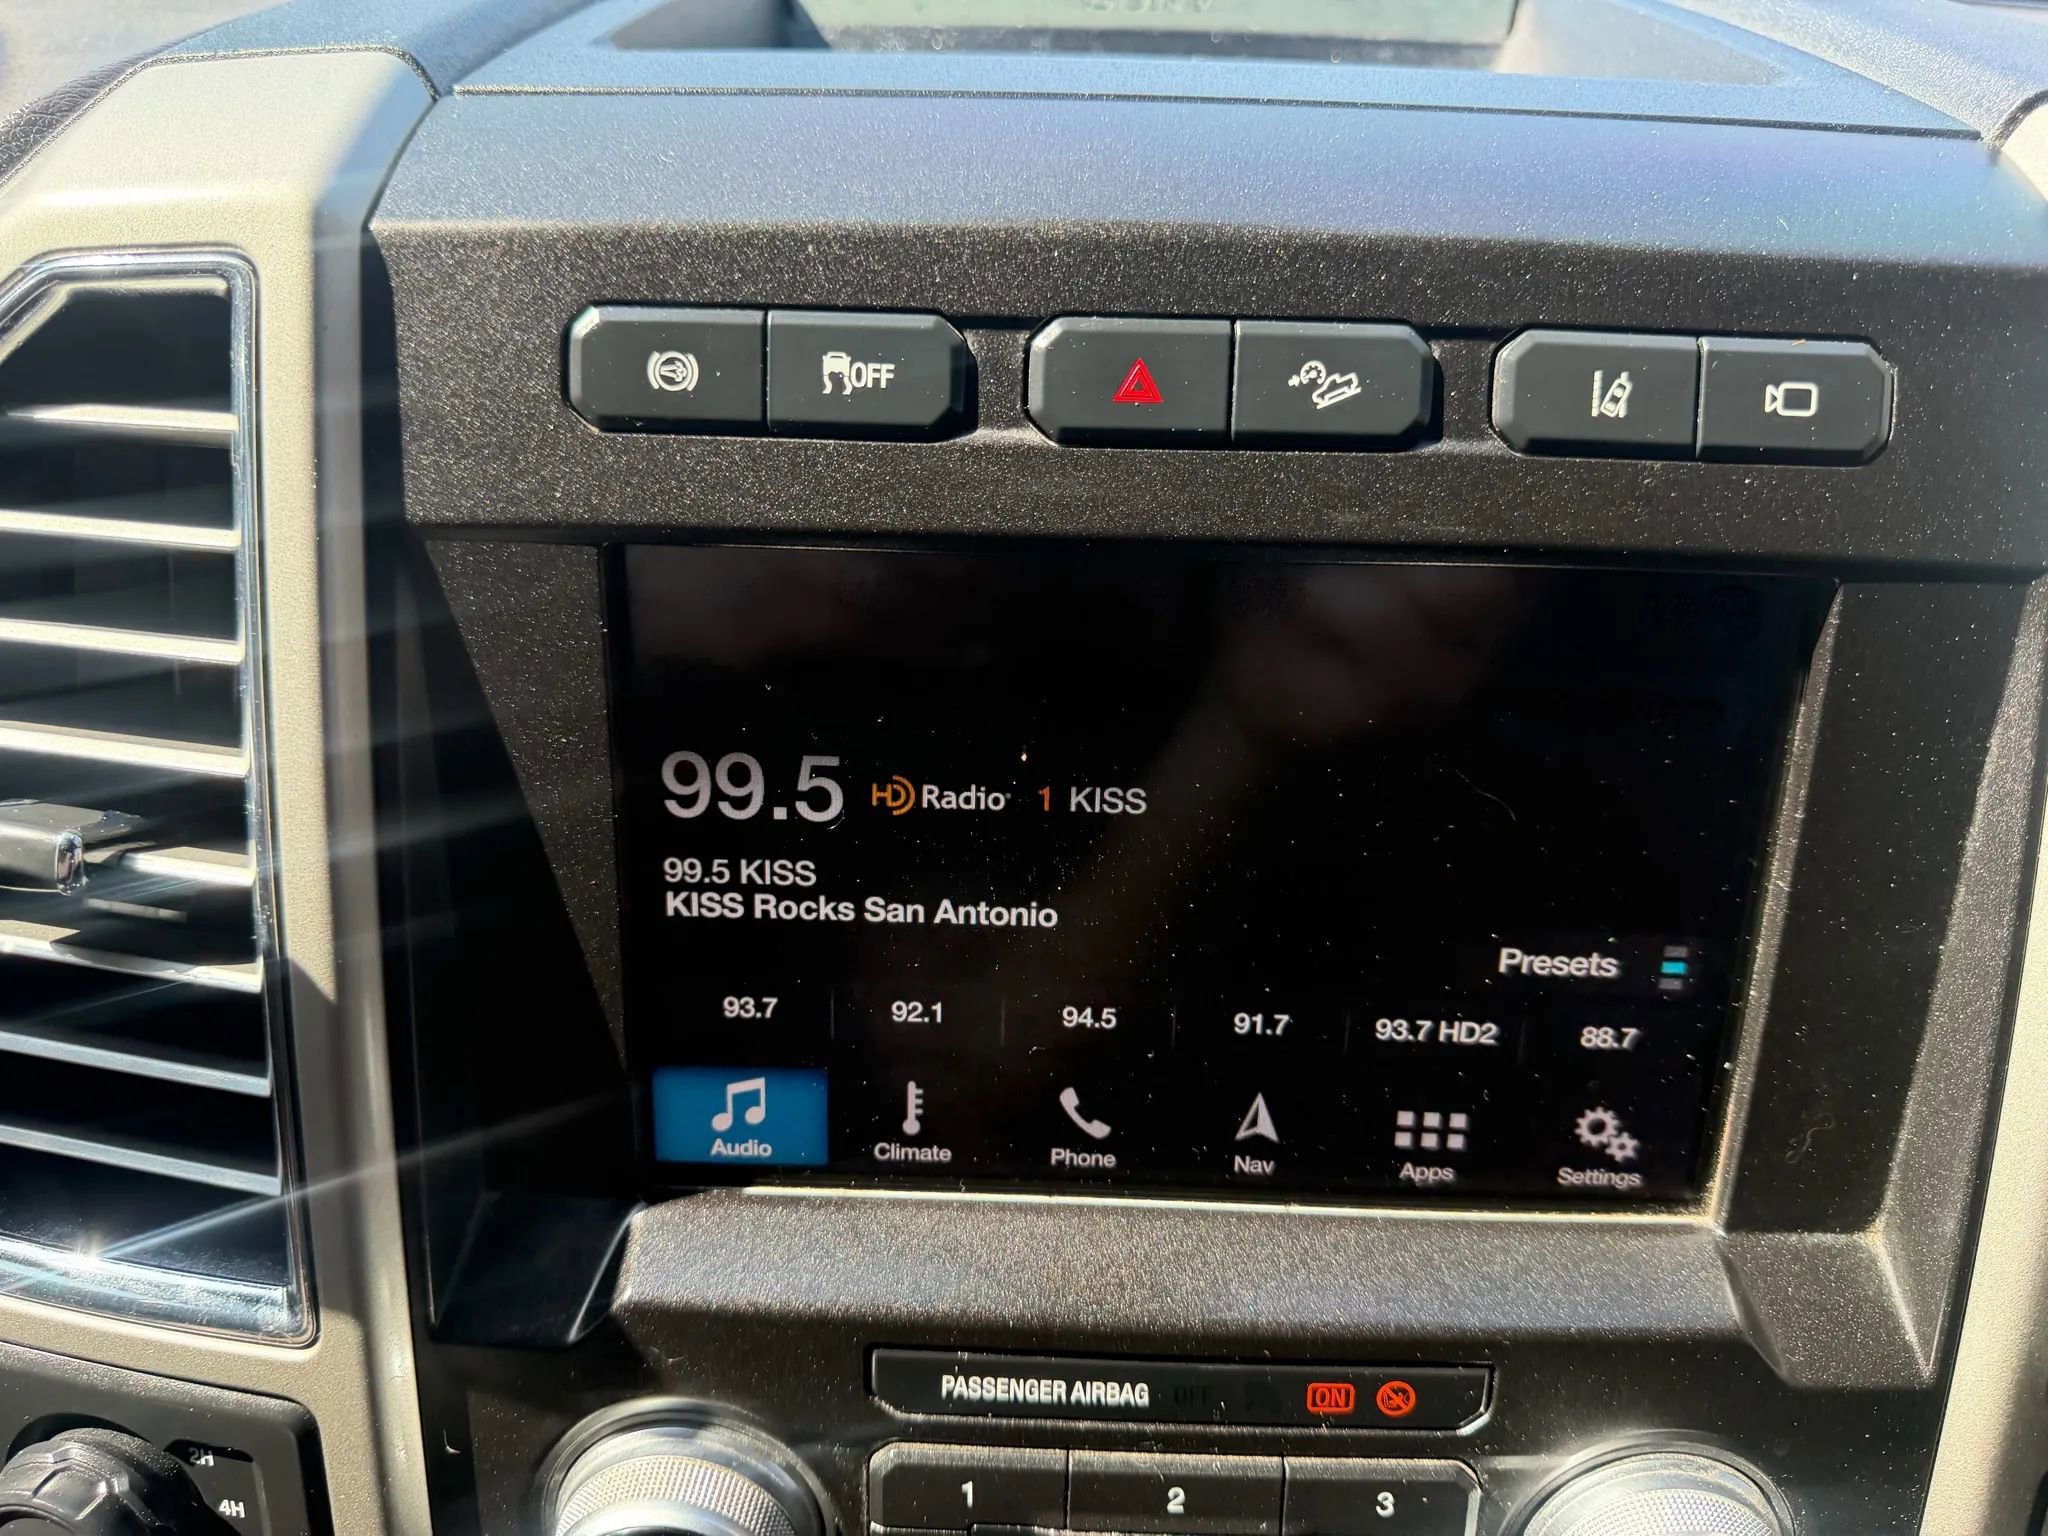 SONY
OFF
99.5 HD Radio 1 KISS
99.5 KISS
KISS Rocks San Antonio
Presets
93.7 92.1 94.5 91.7 93.7 HD2 88.7
Audio Climate Phone Nav Apps Settings
PASSENGER AIRBAG OFF ON
1 2 3
2H
4H